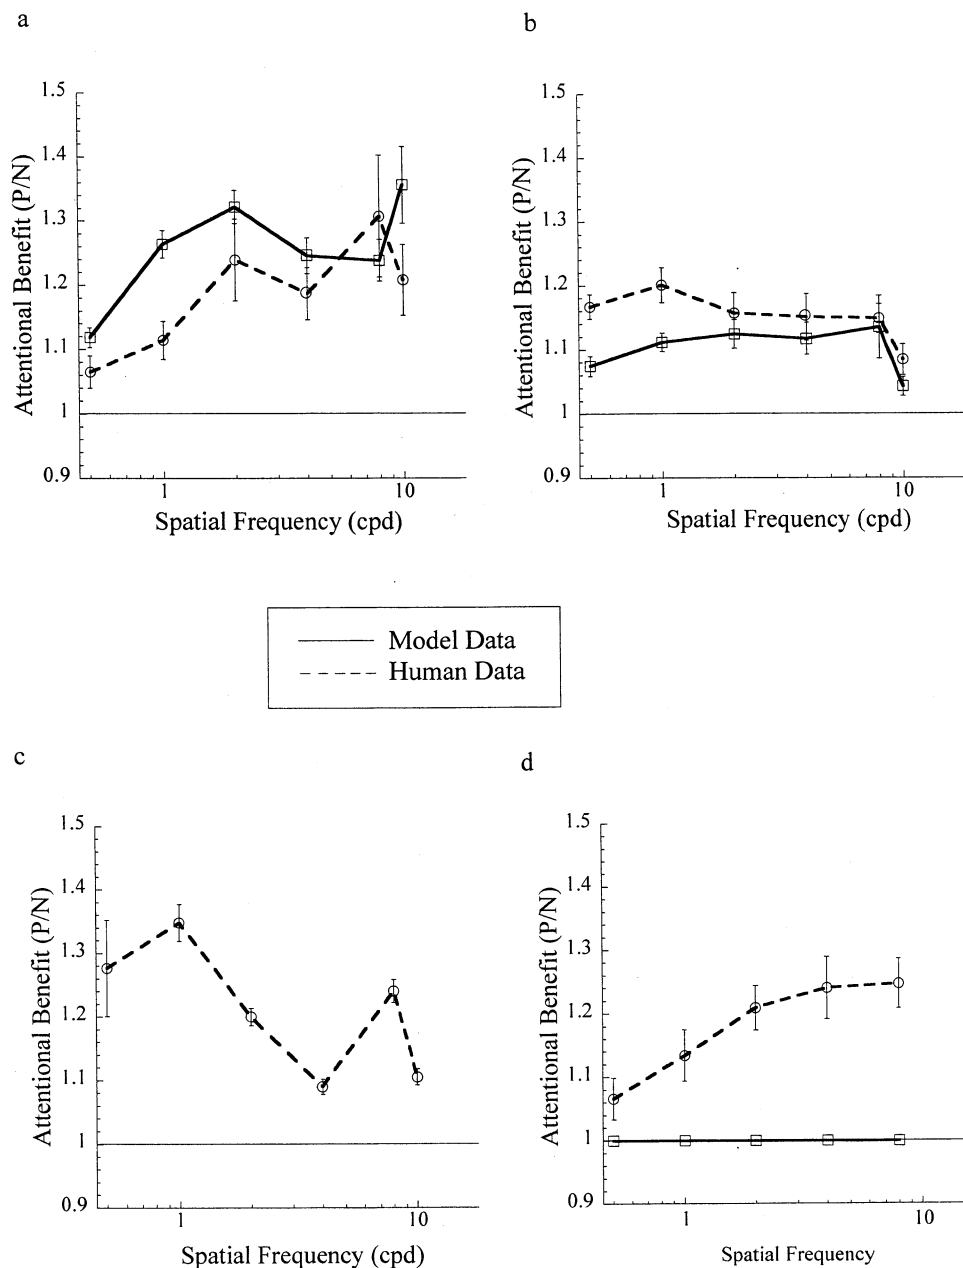 a
1.5
1.4
1.3
1.2
1.1
1
0.9
Attentional Benefit (P/N)
1
10
Spatial Frequency (cpd)
b
1.5
1.4
1.3
1.2
1.1
1
0.9
Attentional Benefit (P/N)
1
10
Spatial Frequency (cpd)
Model Data
Human Data
c
1.5
1.4
1.3
1.2
1.1
1
0.9
Attentional Benefit (P/N)
1
10
Spatial Frequency (cpd)
d
1.5
1.4
1.3
1.2
1.1
1
0.9
Attentional Benefit (P/N)
1
10
Spatial Frequency